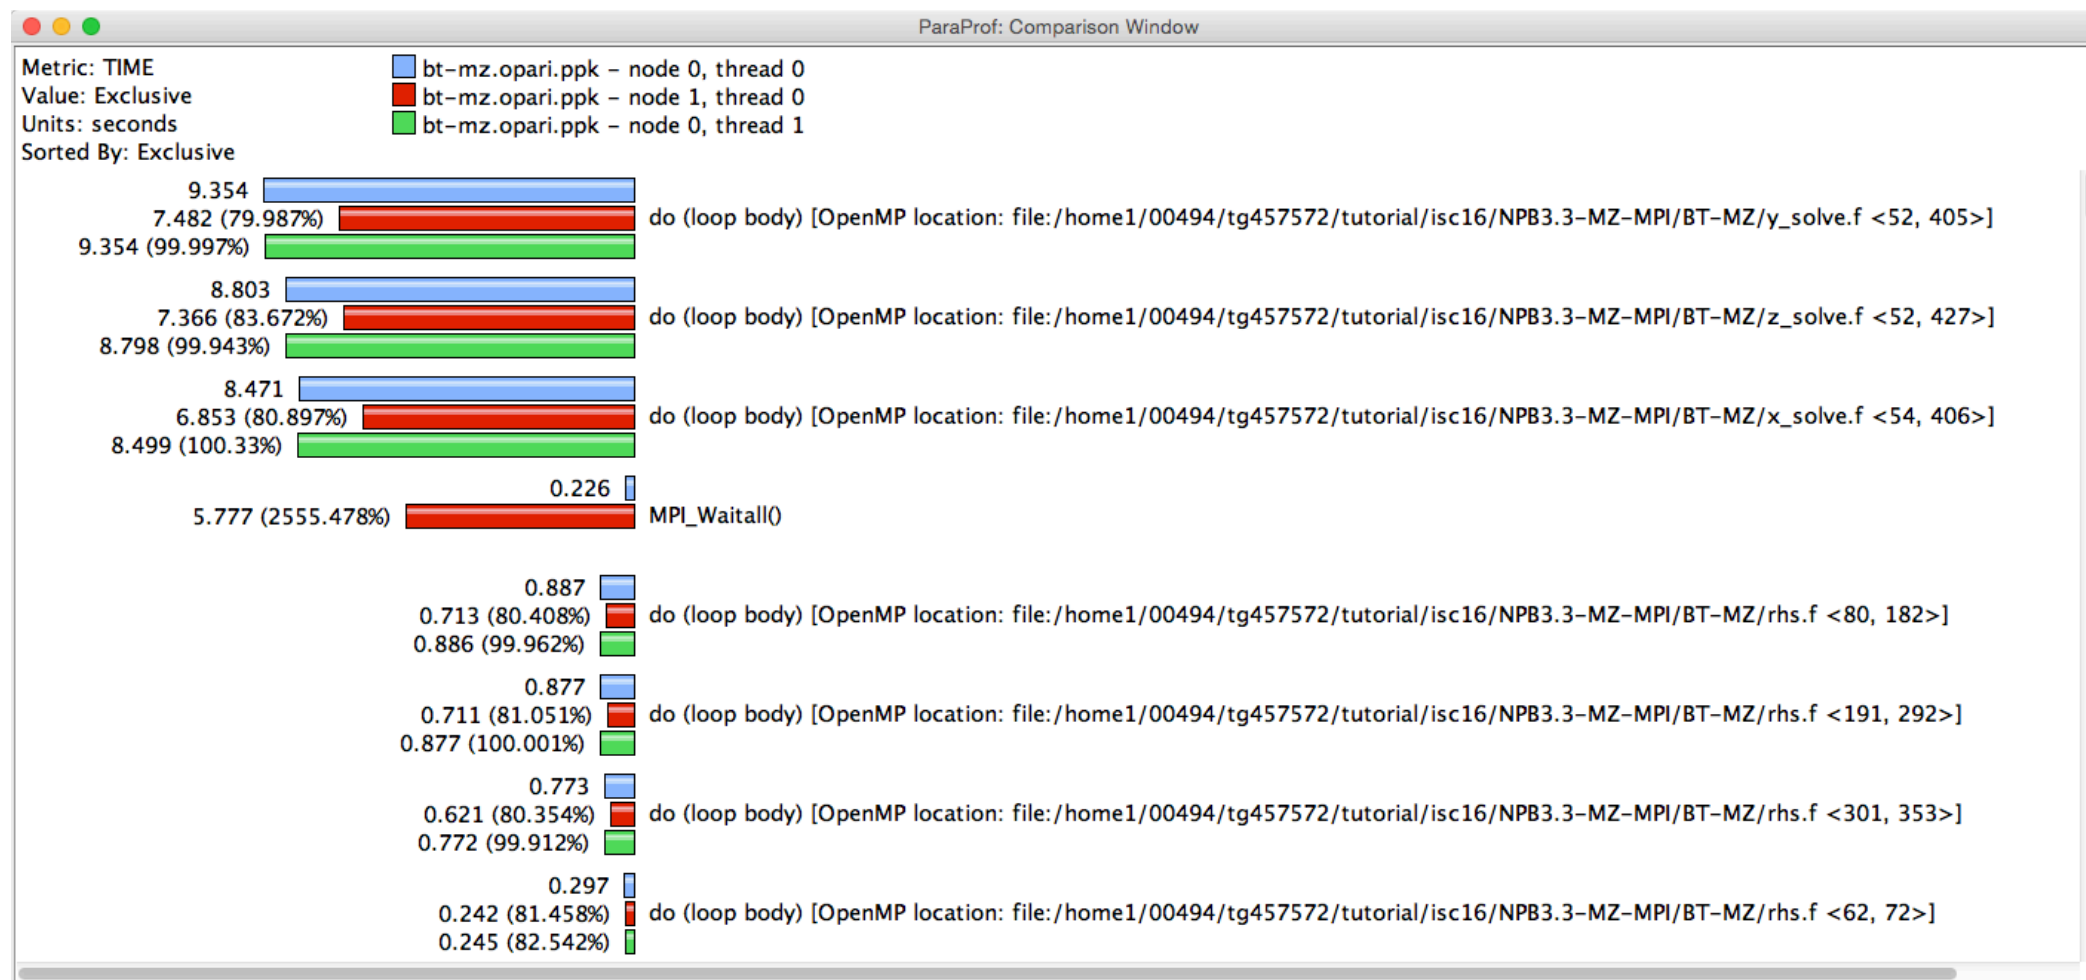 ParaProf: Comparison Window
Metric: TIME
Value: Exclusive
Units: seconds
Sorted By: Exclusive
bt-mz.opari.ppk – node 0, thread 0
bt-mz.opari.ppk – node 1, thread 0
bt-mz.opari.ppk – node 0, thread 1
9.354
7.482 (79.987%) do (loop body) [OpenMP location: file:/home1/00494/tg457572/tutorial/isc16/NPB3.3-MZ-MPI/BT-MZ/y_solve.f <52, 405>]
9.354 (99.997%)
8.803
7.366 (83.672%) do (loop body) [OpenMP location: file:/home1/00494/tg457572/tutorial/isc16/NPB3.3-MZ-MPI/BT-MZ/z_solve.f <52, 427>]
8.798 (99.943%)
8.471
6.853 (80.897%) do (loop body) [OpenMP location: file:/home1/00494/tg457572/tutorial/isc16/NPB3.3-MZ-MPI/BT-MZ/x_solve.f <54, 406>]
8.499 (100.33%)
0.226
5.777 (2555.478%) MPI_Waitall()
0.887
0.713 (80.408%) do (loop body) [OpenMP location: file:/home1/00494/tg457572/tutorial/isc16/NPB3.3-MZ-MPI/BT-MZ/rhs.f <80, 182>]
0.886 (99.962%)
0.877
0.711 (81.051%) do (loop body) [OpenMP location: file:/home1/00494/tg457572/tutorial/isc16/NPB3.3-MZ-MPI/BT-MZ/rhs.f <191, 292>]
0.877 (100.001%)
0.773
0.621 (80.354%) do (loop body) [OpenMP location: file:/home1/00494/tg457572/tutorial/isc16/NPB3.3-MZ-MPI/BT-MZ/rhs.f <301, 353>]
0.772 (99.912%)
0.297
0.242 (81.458%) do (loop body) [OpenMP location: file:/home1/00494/tg457572/tutorial/isc16/NPB3.3-MZ-MPI/BT-MZ/rhs.f <62, 72>]
0.245 (82.542%)